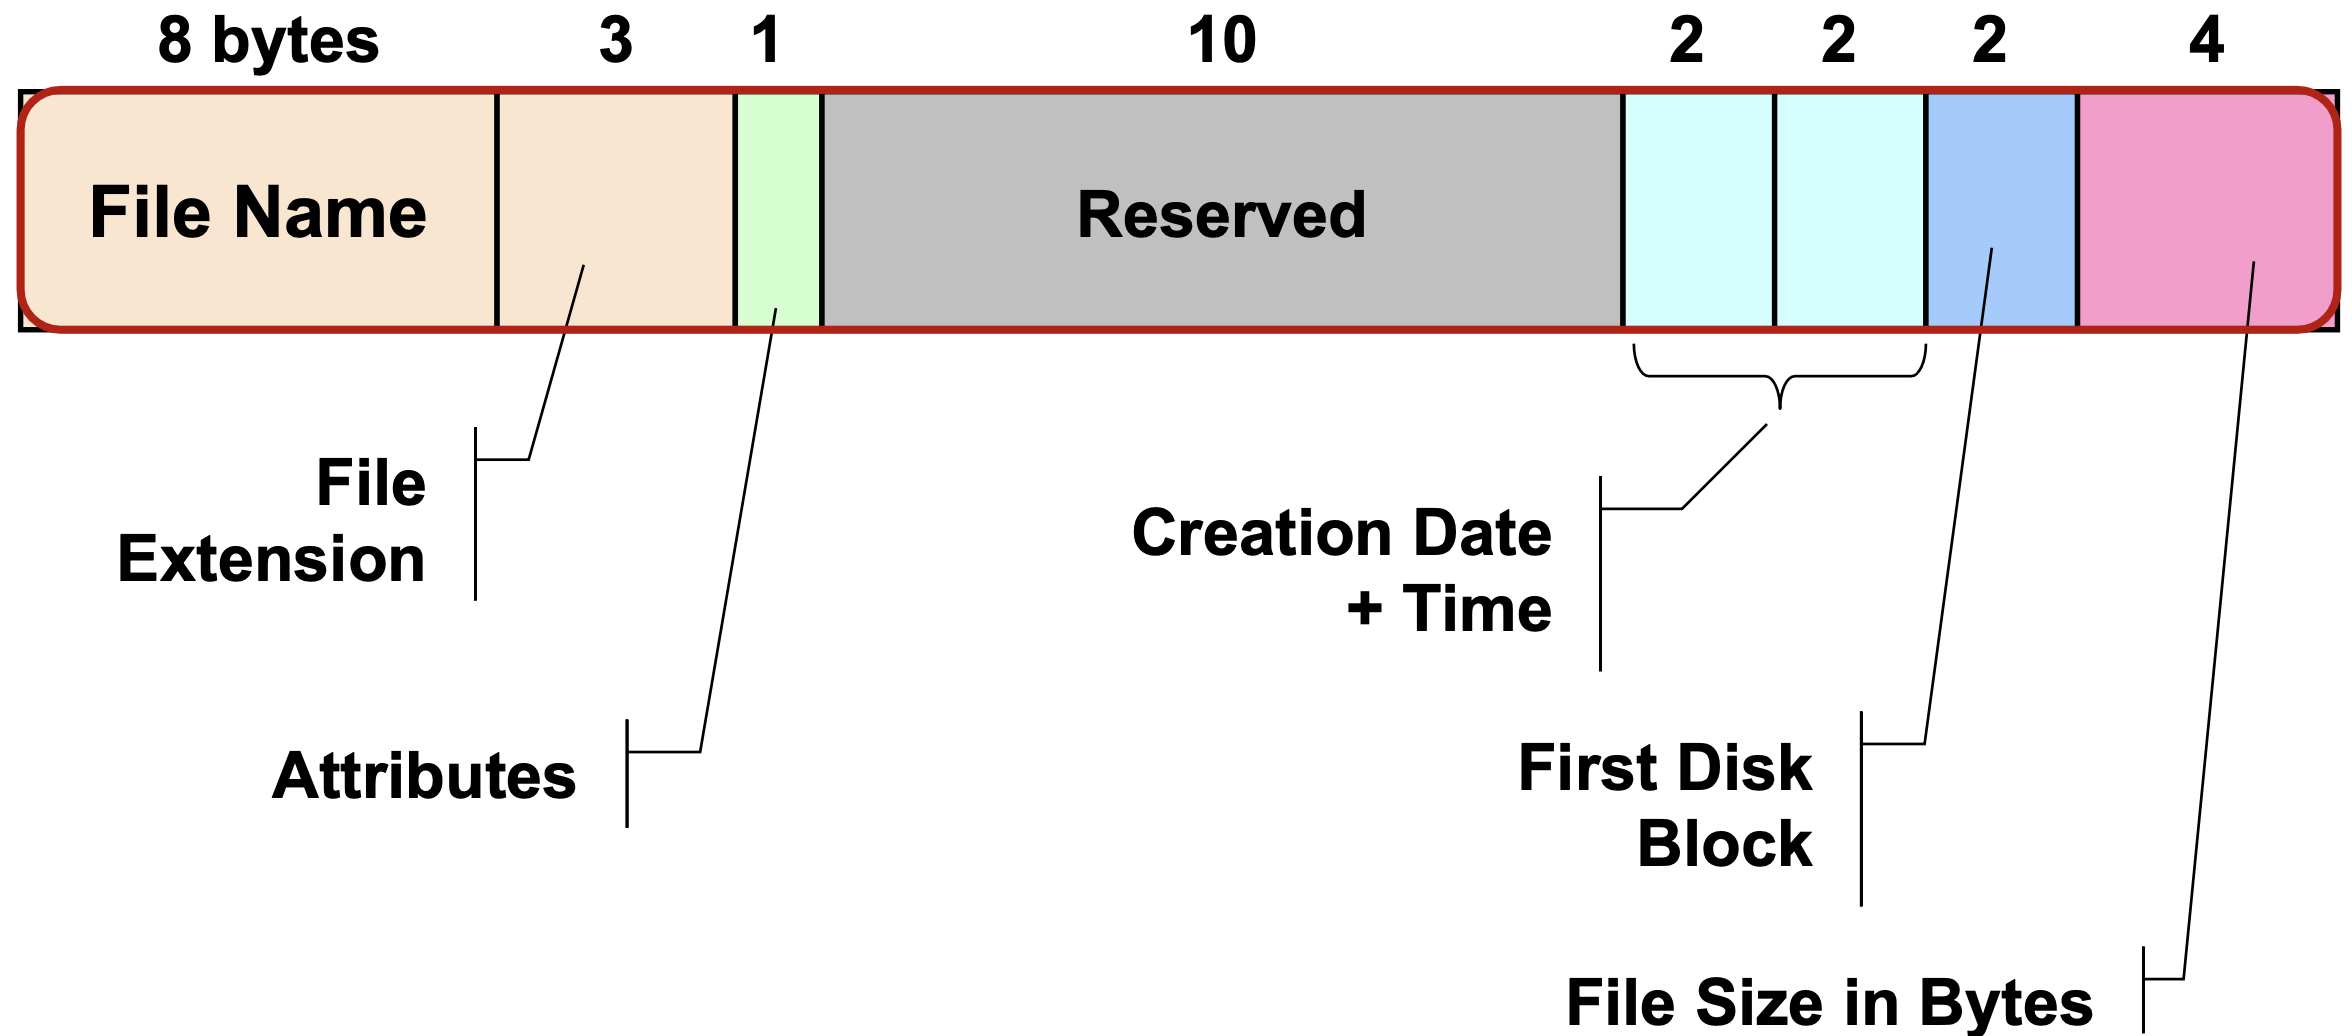 8 bytes 3 1 10 2 2 2 4
File Name Reserved
File
Extension
Creation Date
+ Time
Attributes
First Disk
Block
File Size in Bytes